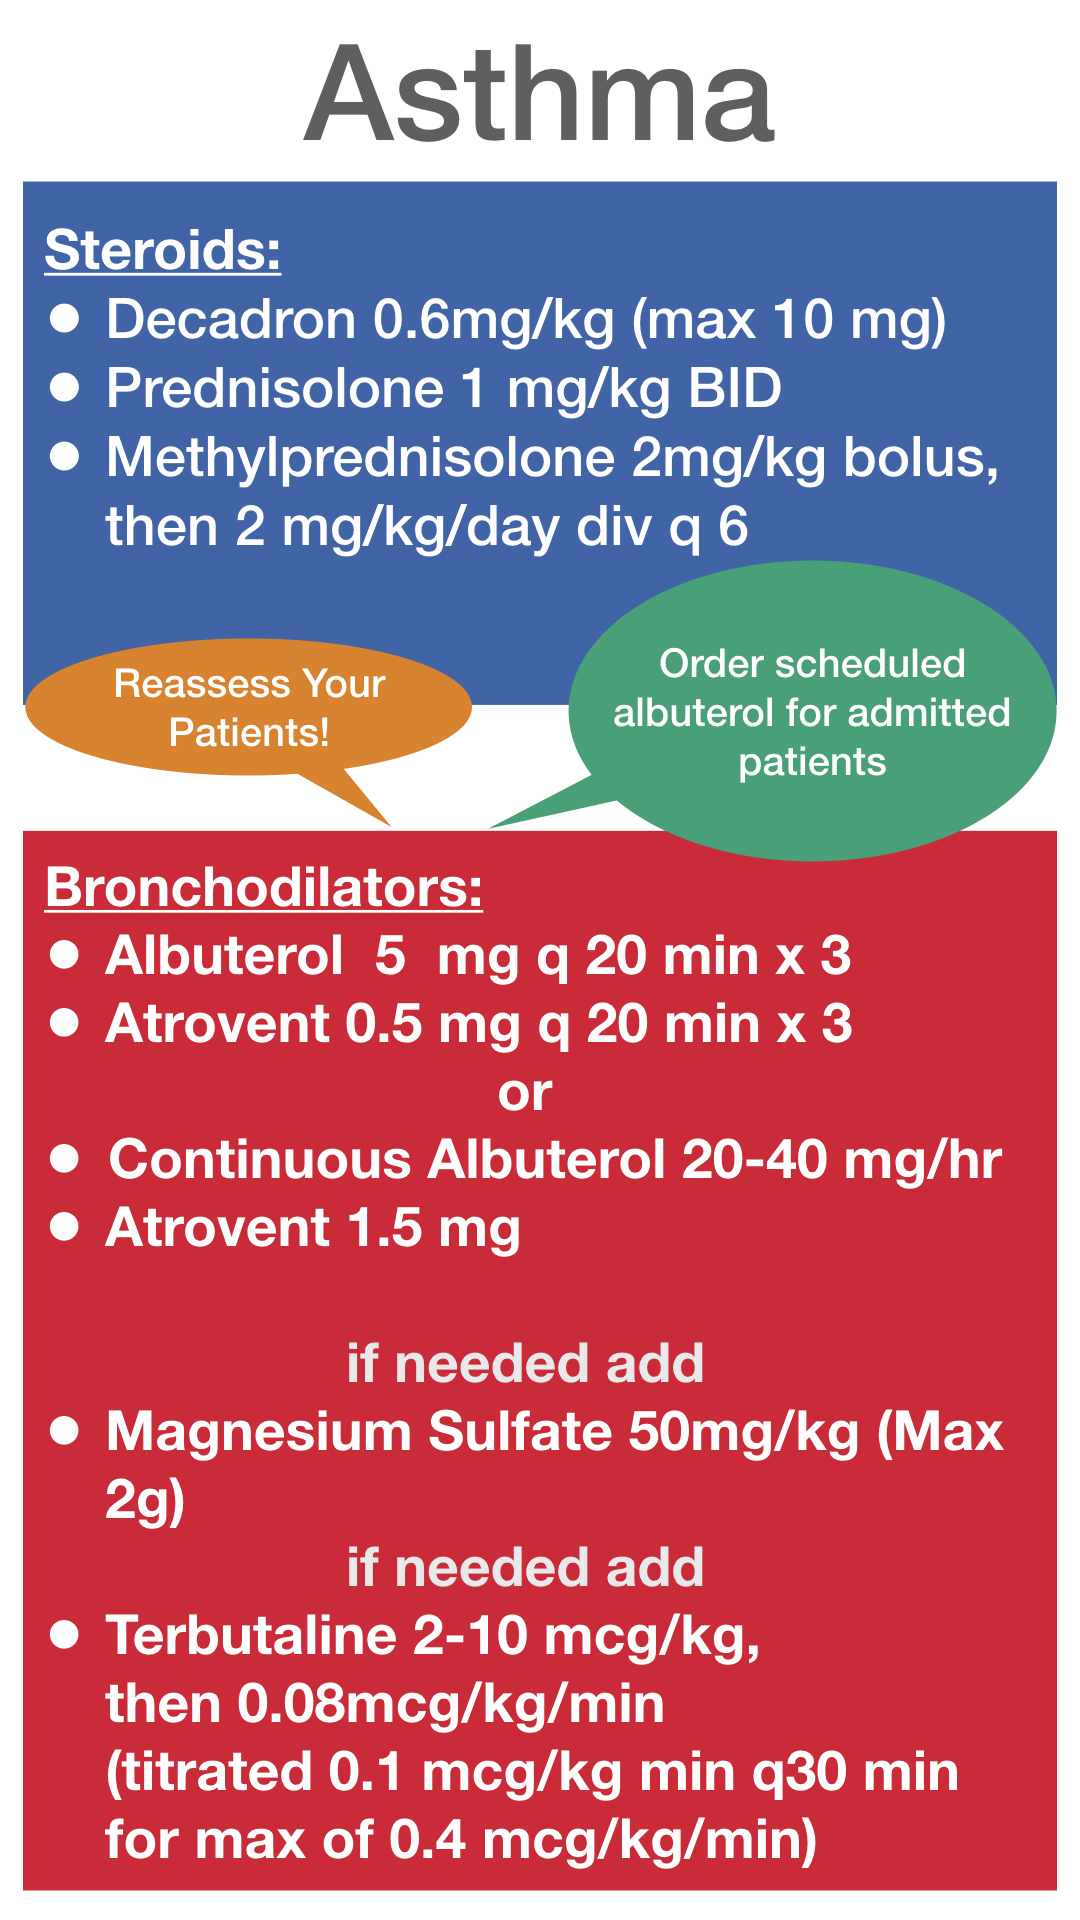 Asthma
Steroids:
● Decadron 0.6mg/kg (max 10 mg)
● Prednisolone 1 mg/kg BID
● Methylprednisolone 2mg/kg bolus,
then 2 mg/kg/day div q 6
Reassess Your
Patients!
Order scheduled
albuterol for admitted
patients
Bronchodilators:
● Albuterol 5 mg q 20 min x 3
● Atrovent 0.5 mg q 20 min x 3
or
● Continuous Albuterol 20-40 mg/hr
● Atrovent 1.5 mg
if needed add
● Magnesium Sulfate 50mg/kg (Max
2g)
if needed add
● Terbutaline 2-10 mcg/kg,
then 0.08mcg/kg/min
(titrated 0.1 mcg/kg min q30 min
for max of 0.4 mcg/kg/min)